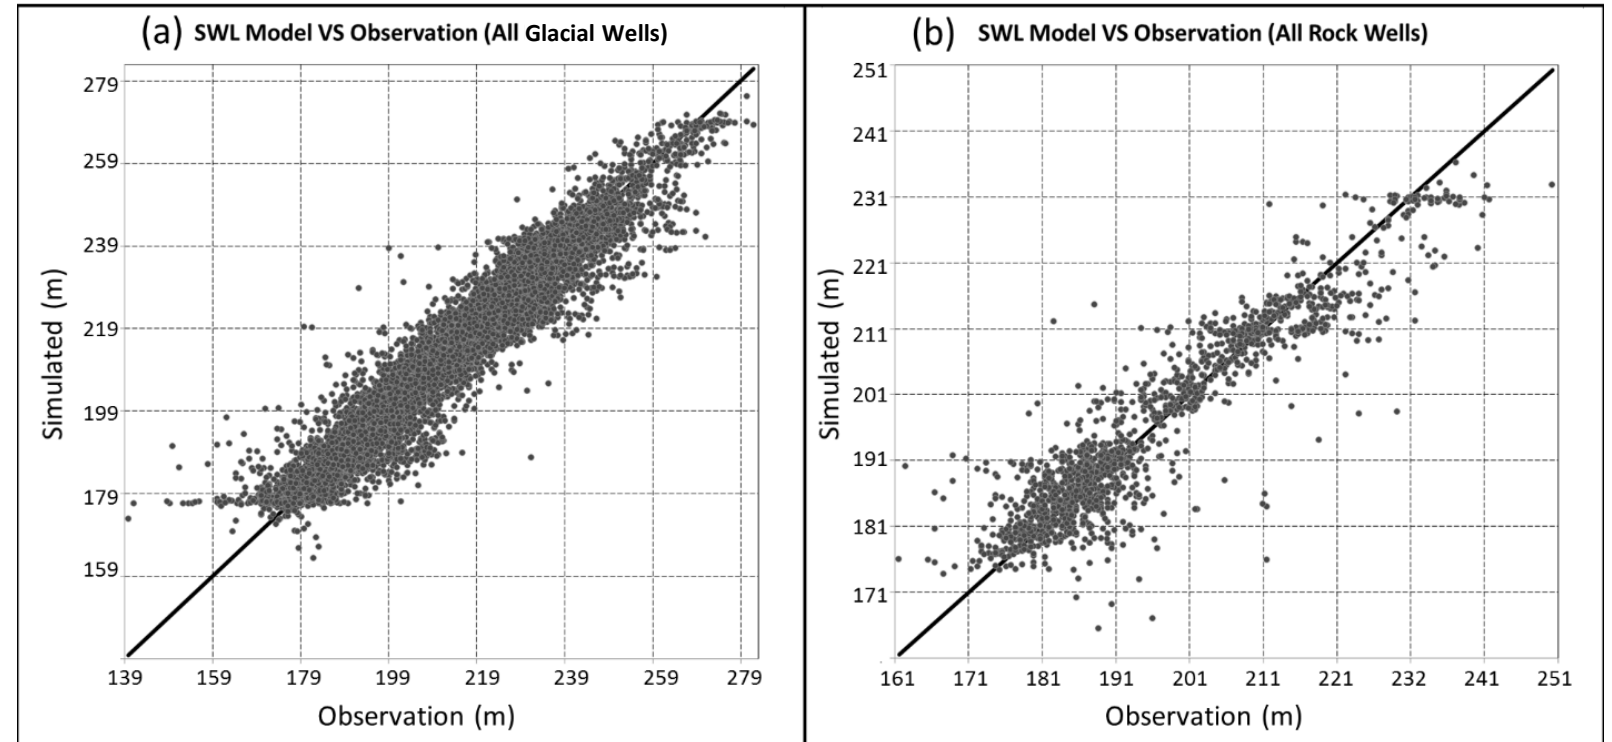 (a) SWL Model VS Observation (All Glacial Wells)
279
259
239
219
199
179
159
Simulated (m)
139 159 179 199 219 239 259 279
Observation (m)
(b) SWL Model VS Observation (All Rock Wells)
251
241
231
221
211
201
191
181
171
Simulated (m)
161 171 181 191 201 211 221 232 241 251
Observation (m)